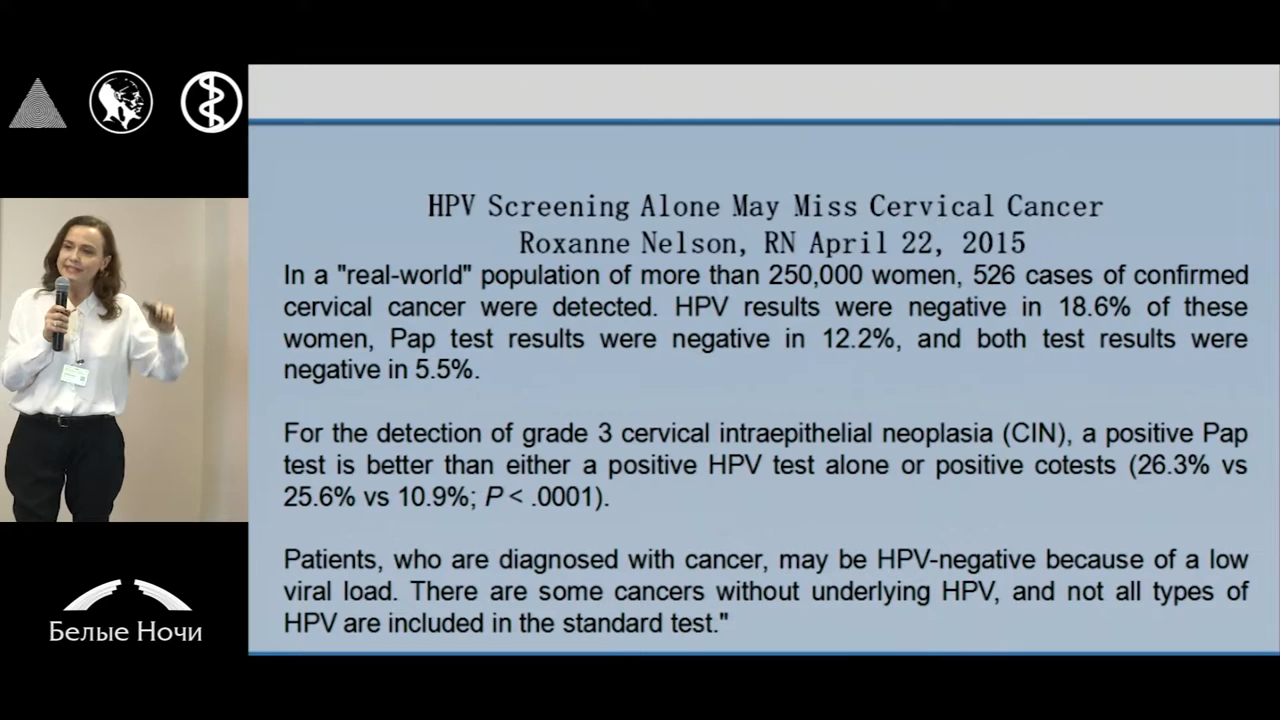 HPV Screening Alone May Miss Cervical Cancer
Roxanne Nelson, RN April 22, 2015
In a "real-world" population of more than 250,000 women, 526 cases of confirmed
cervical cancer were detected. HPV results were negative in 18.6% of these
women, Pap test results were negative in 12.2%, and both test results were
negative in 5.5%.
For the detection of grade 3 cervical intraepithelial neoplasia (CIN), a positive Pap
test is better than either a positive HPV test alone or positive cotests (26.3% vs
25.6% vs 10.9%; P < .0001).
Patients, who are diagnosed with cancer, may be HPV-negative because of a low
viral load. There are some cancers without underlying HPV, and not all types of
HPV are included in the standard test."
Белые Ночи